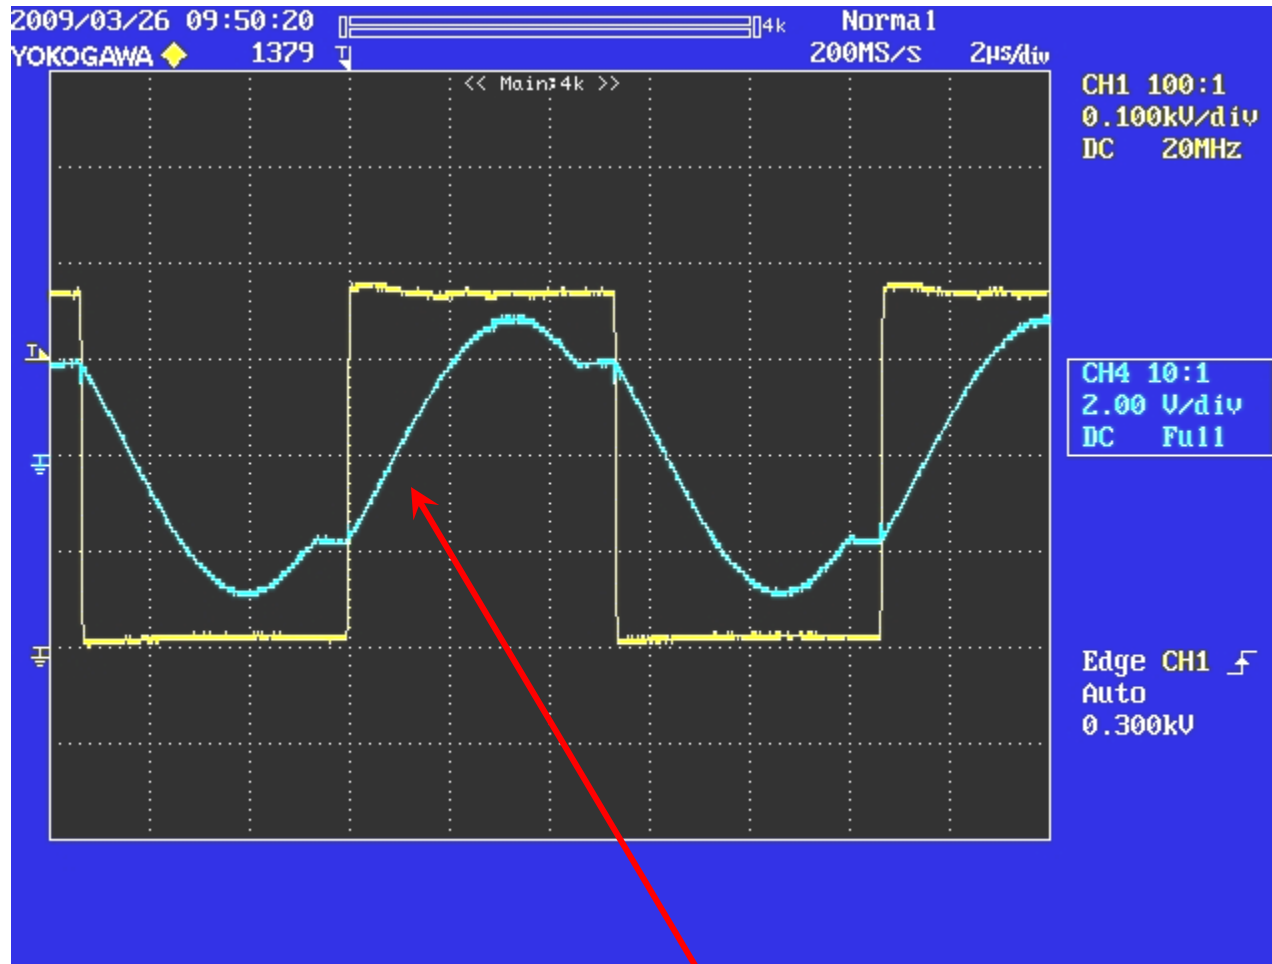 2009/03/26 09:50:20
4k
Normal
YOKOGAWA
1379
T
200MS/s
2µs/div
<< Main:4k >>
CH1 100:1
0.100kV/div
DC 20MHz
T
CH4 10:1
2.00 V/div
DC Full
Edge CH1
Auto
0.300kV